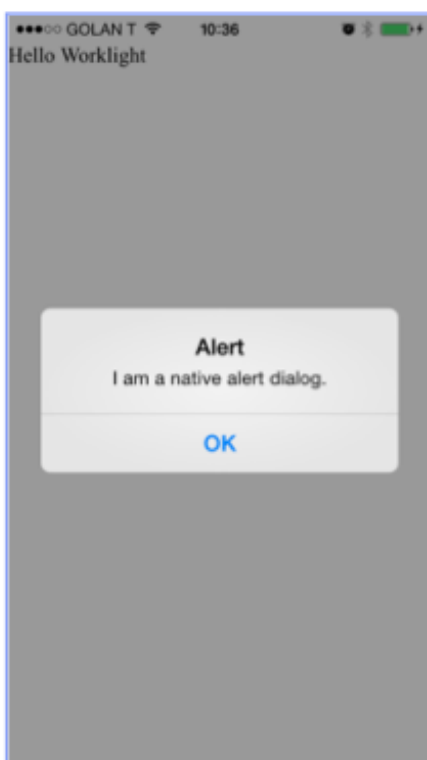 GOLAN T 10:36
Hello Worklight
Alert
I am a native alert dialog.
OK